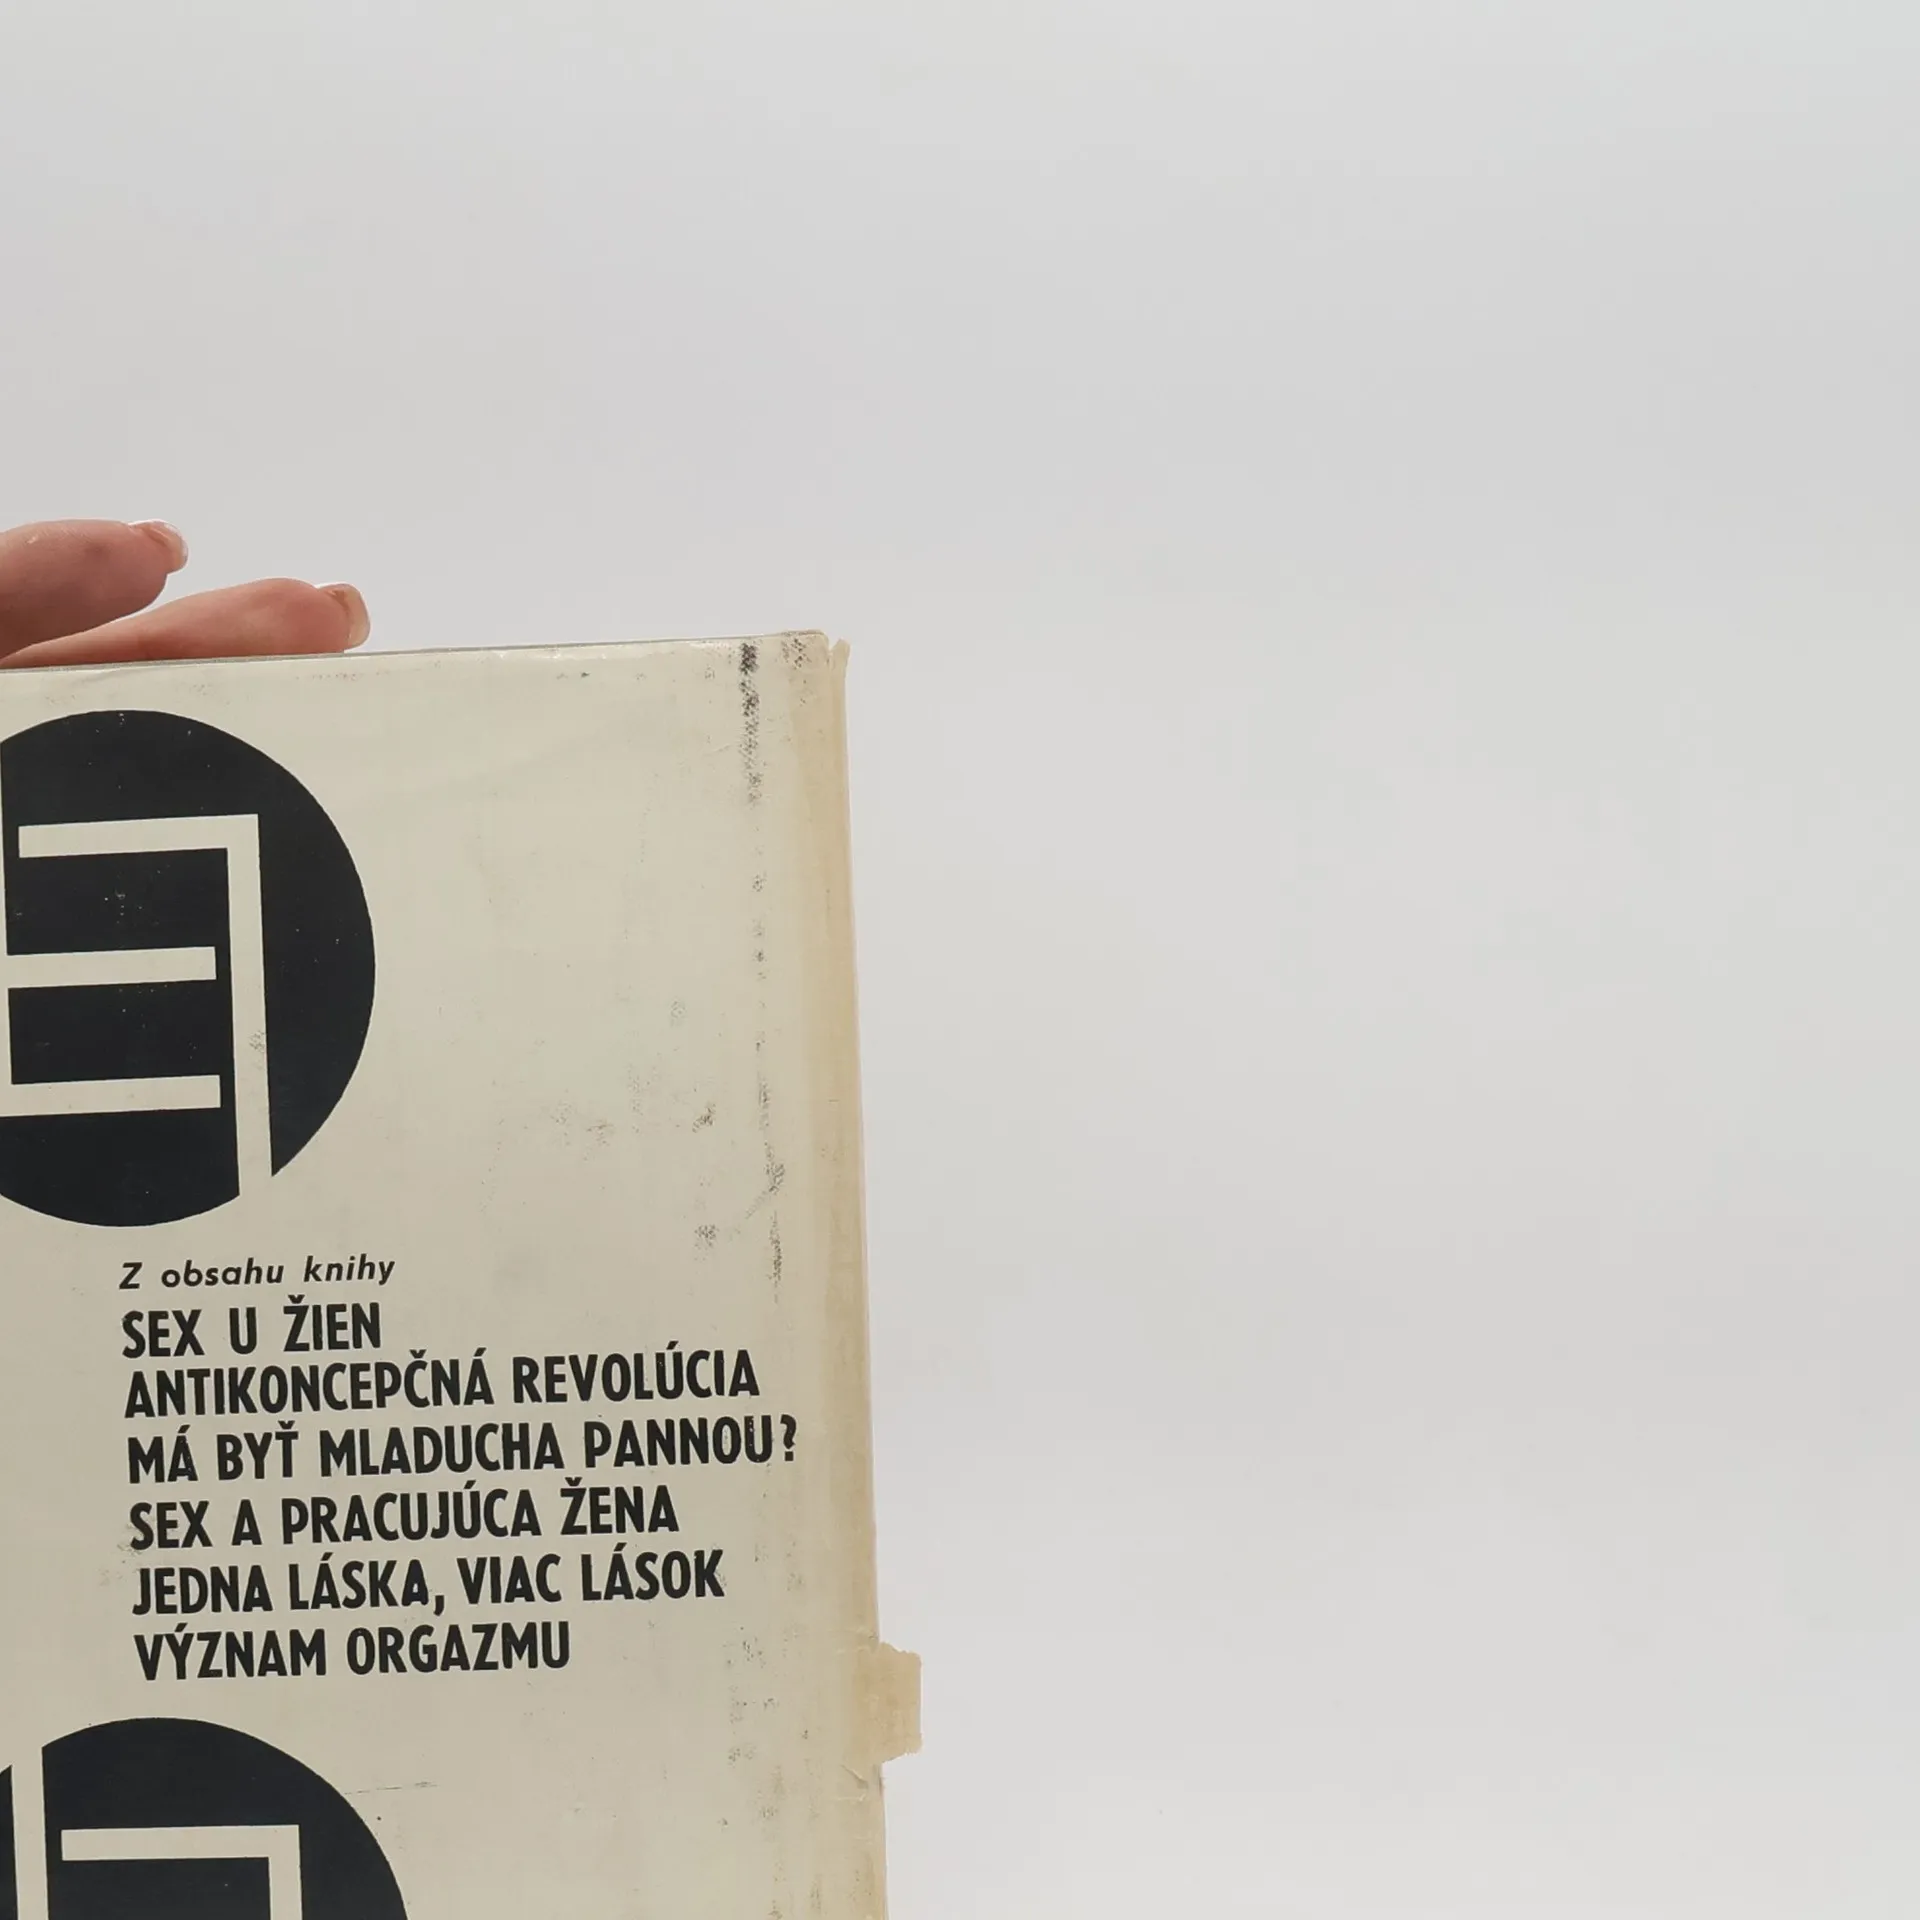 Z obsahu knihy
SEX U ŽIEN
ANTIKONCEPČNÁ REVOLÚCIA
MÁ BYŤ MLADUCHA PANNOU?
SEX A PRACUJÚCA ŽENA
JEDNA LÁSKA, VIAC LÁSOK
VÝZNAM ORGAZMU